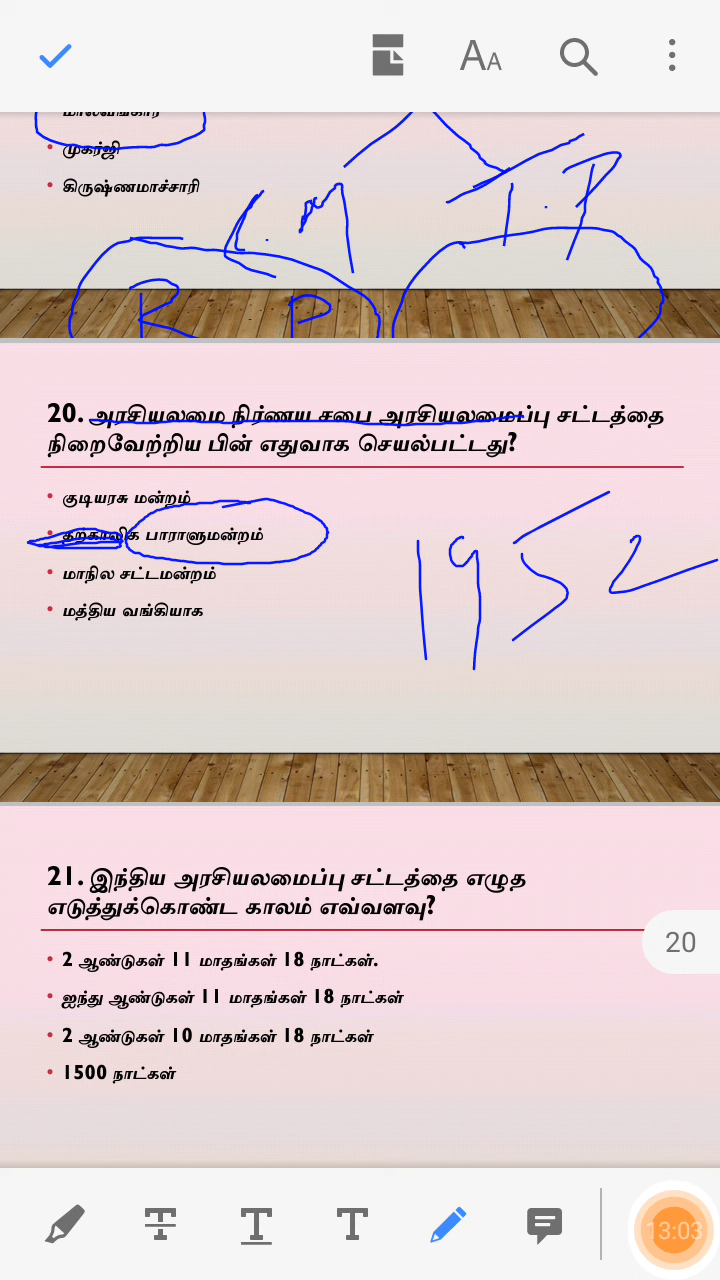 AA
மாவலங்கார்
• முகர்ஜி
• கிருஷ்ணமாச்சாரி
C.M
T.P
R P
20. அரசியலமை நிர்ணய சபை அரசியலமைப்பு சட்டத்தை
நிறைவேற்றிய பின் எதுவாக செயல்பட்டது?
• குடியரசு மன்றம்
• தற்காலிக பாராளுமன்றம்
• மாநில சட்டமன்றம்
• மத்திய வங்கியாக
1952
21. இந்திய அரசியலமைப்பு சட்டத்தை எழுத
எடுத்துக்கொண்ட காலம் எவ்வளவு?
20
• 2 ஆண்டுகள் 11 மாதங்கள் 18 நாட்கள்.
• ஐந்து ஆண்டுகள் 11 மாதங்கள் 18 நாட்கள்
• 2 ஆண்டுகள் 10 மாதங்கள் 18 நாட்கள்
• 1500 நாட்கள்
T T T
13:03